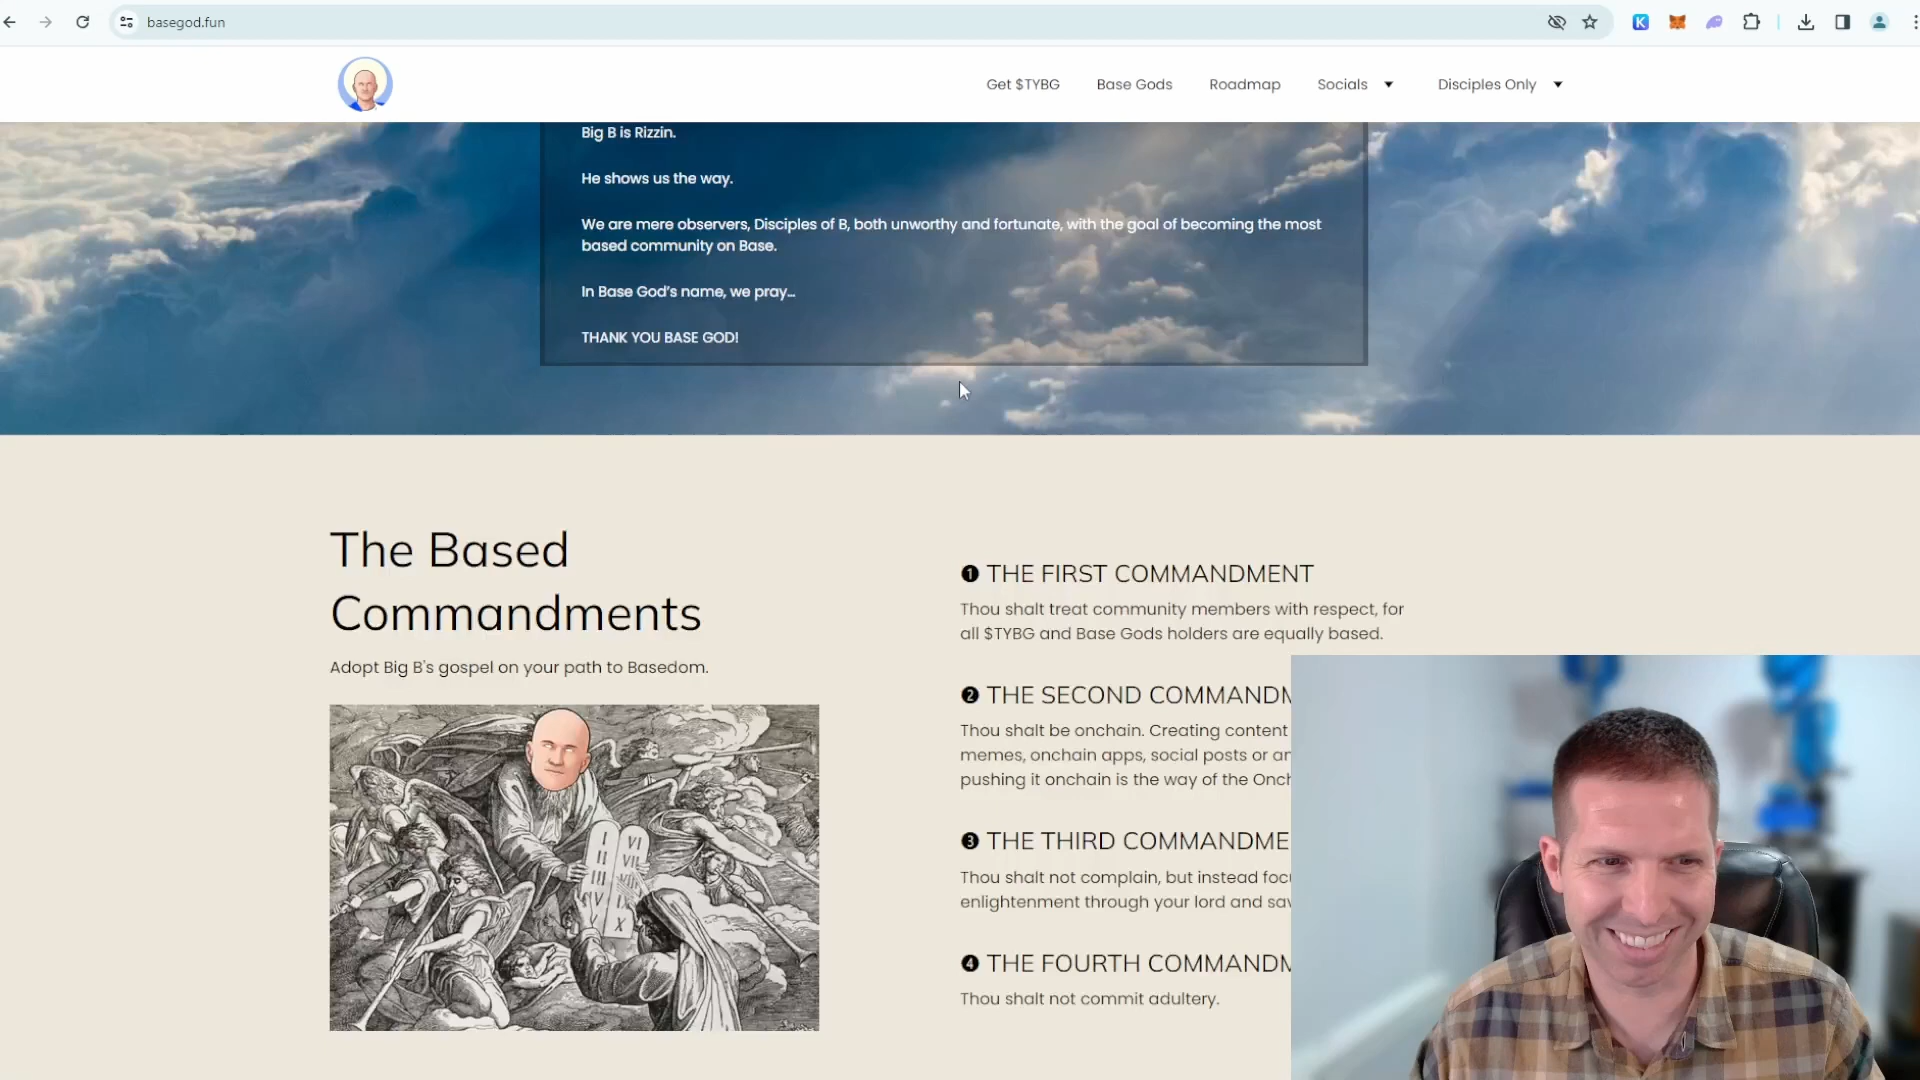 basegod.fun
Get $TYBG
Base Gods
Roadmap
Socials
Disciples Only
Big B is Rizzin.
He shows us the way.
We are mere observers, Disciples of B, both unworthy and fortunate, with the goal of becoming the most
based community on Base.
In Base God's name, we pray...
THANK YOU BASE GOD!
The Based
Commandments
Adopt Big B's gospel on your path to Basedom.
I VI
II VII
III
V
X
❶ THE FIRST COMMANDMENT
Thou shalt treat community members with respect, for
all $TYBG and Base Gods holders are equally based.
❷ THE SECOND COMMANDM
Thou shalt be onchain. Creating content
memes, onchain apps, social posts or an
pushing it onchain is the way of the Onch
❸ THE THIRD COMMANDME
Thou shalt not complain, but instead focu
enlightenment through your lord and sav
❹ THE FOURTH COMMANDM
Thou shalt not commit adultery.